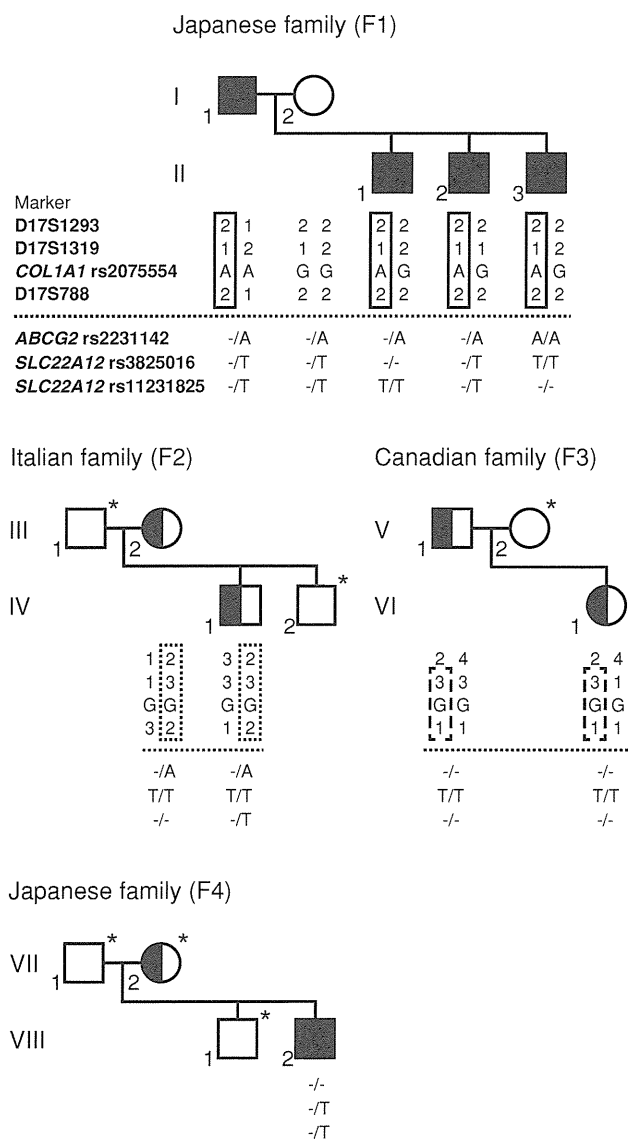 Japanese family (F1)
I
1 2
II
1 2 3
Marker
D17S1293 2 1 2 2 2 2 2 2 2 2
D17S1319 1 2 1 2 1 2 1 1 1 2
COL1A1 rs2075554 A A G G A G A G A G
D17S788 2 1 2 2 2 2 2 2 2 2
ABCG2 rs2231142 -/A -/A -/A -/A A/A
SLC22A12 rs3825016 -/T -/T -/- -/T T/T
SLC22A12 rs11231825 -/T -/T T/T -/T -/-
Italian family (F2) Canadian family (F3)
III 1 * 2 V 1 2 *
IV 1 2 * VI 1
1 2 3 2 2 4 2 4
1 3 3 3 3 3 3 1
G G G G G G G G
3 2 1 2 1 1 1 1
-/A -/A -/- -/-
T/T T/T T/T T/T
-/- -/T -/- -/-
Japanese family (F4)
VII 1 * 2 *
VIII 1 * 2
-/-
-/T
-/T